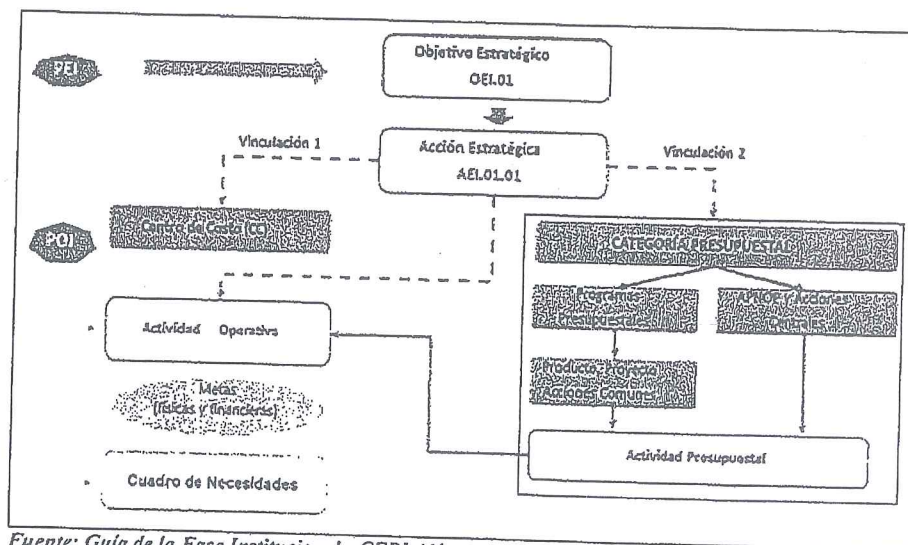 Objetivo Estratégico
OEI.01
PEI
Vinculación 1
Acción Estratégica
AEI.01.01
Vinculación 2
POI
Centro de Costo (CC)
CATEGORÍA PRESUPUESTAL
Programas
Presupuestales
APNOP y Acciones
Centrales
Actividad Operativa
Producto, Proyecto
Acciones Comunes
Metas
(físicas y financieras)
Actividad Presupuestal
Cuadro de Necesidades
Fuente: Guía de la Fase